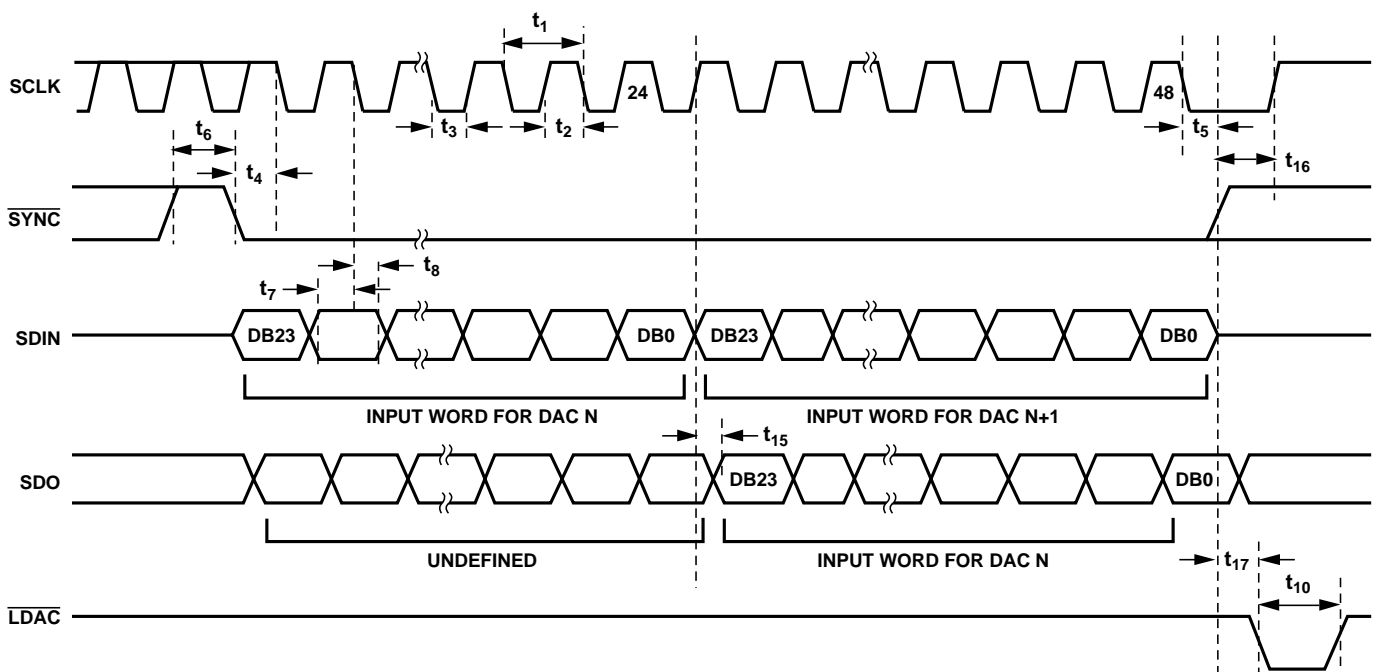 t1
SCLK
24
48
t3
t2
t5
t6
t4
t16
SYNC
t8
t7
SDIN
DB23
DB0
DB23
DB0
INPUT WORD FOR DAC N
INPUT WORD FOR DAC N+1
t15
SDO
DB23
DB0
UNDEFINED
INPUT WORD FOR DAC N
t17
t10
LDAC